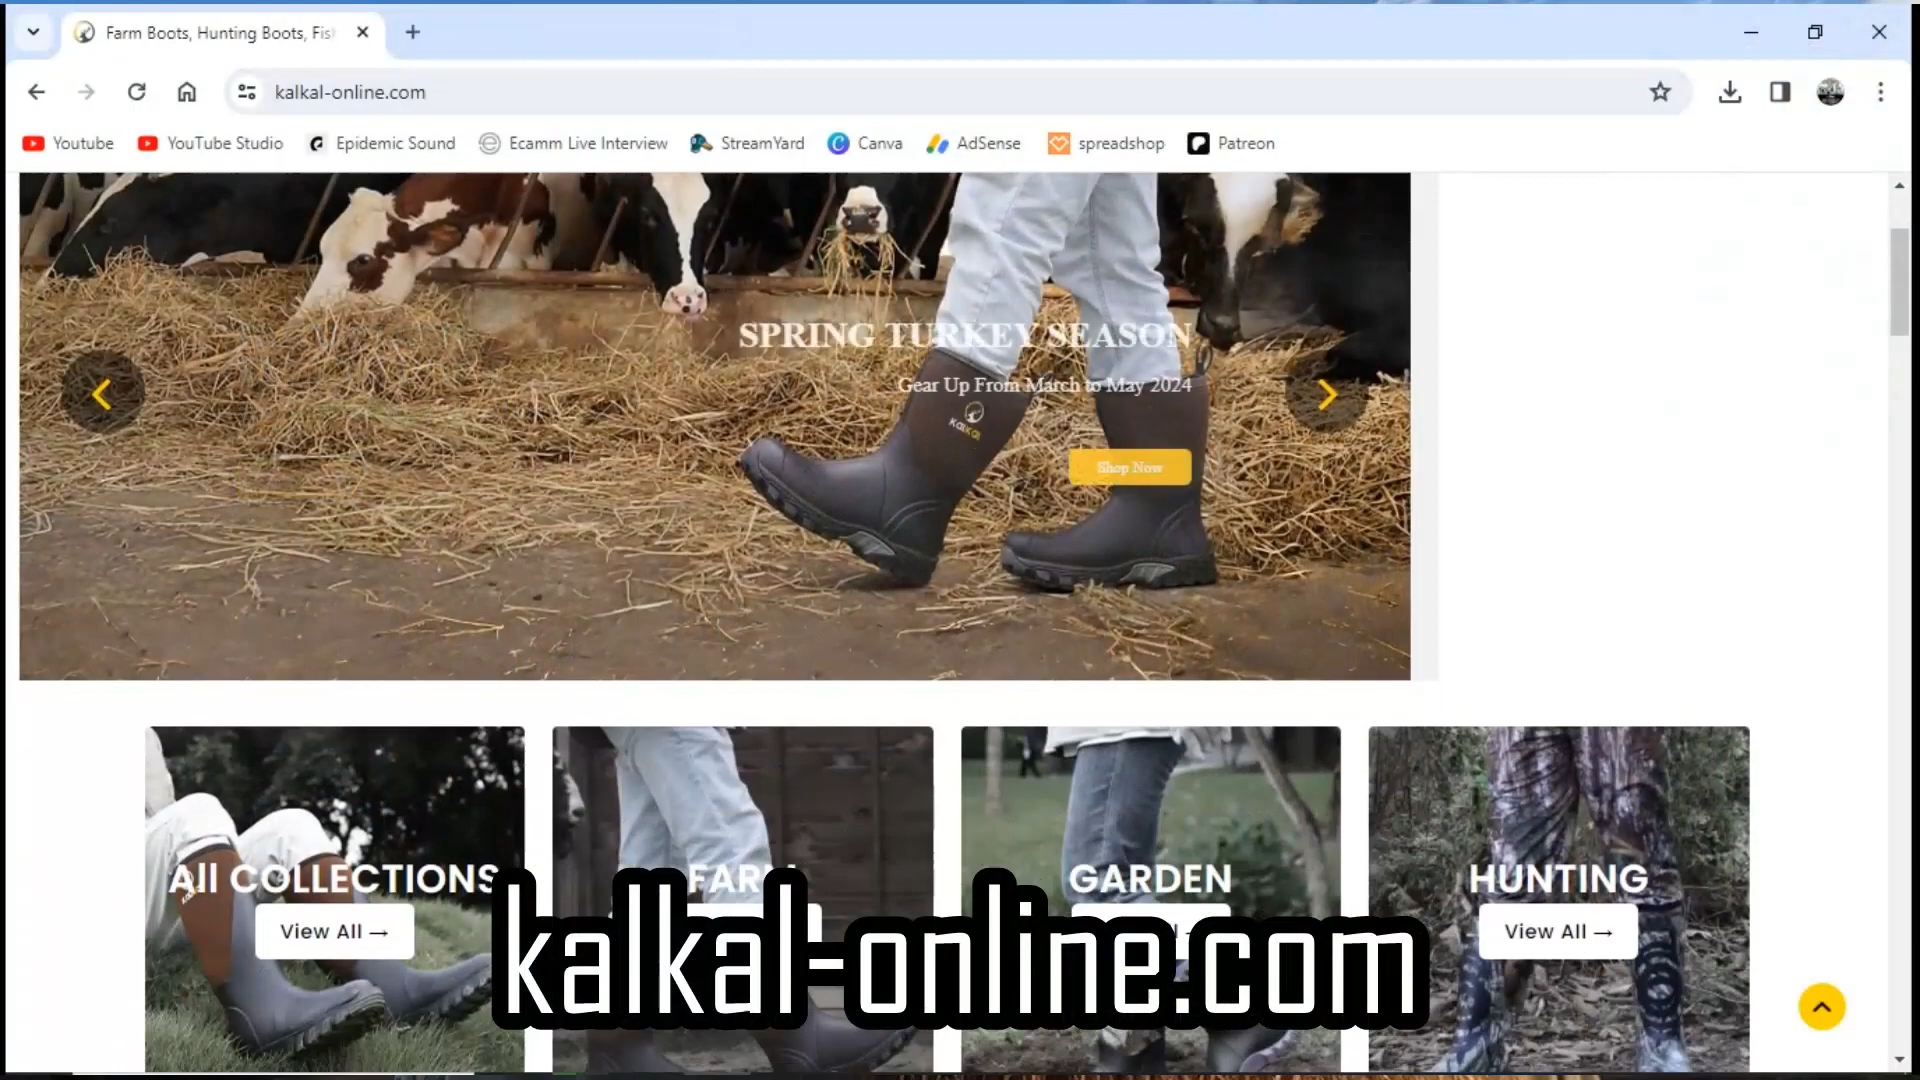 Farm Boots, Hunting Boots, Fis
kalkal-online.com
Youtube
YouTube Studio
Epidemic Sound
Ecamm Live Interview
StreamYard
Canva
AdSense
spreadshop
Patreon
SPRING TURKEY SEASON
Gear Up From March to May 2024
KalKal
Shop Now
All COLLECTIONS
View All →
FARM
GARDEN
HUNTING
View All →
kalkal-online.com